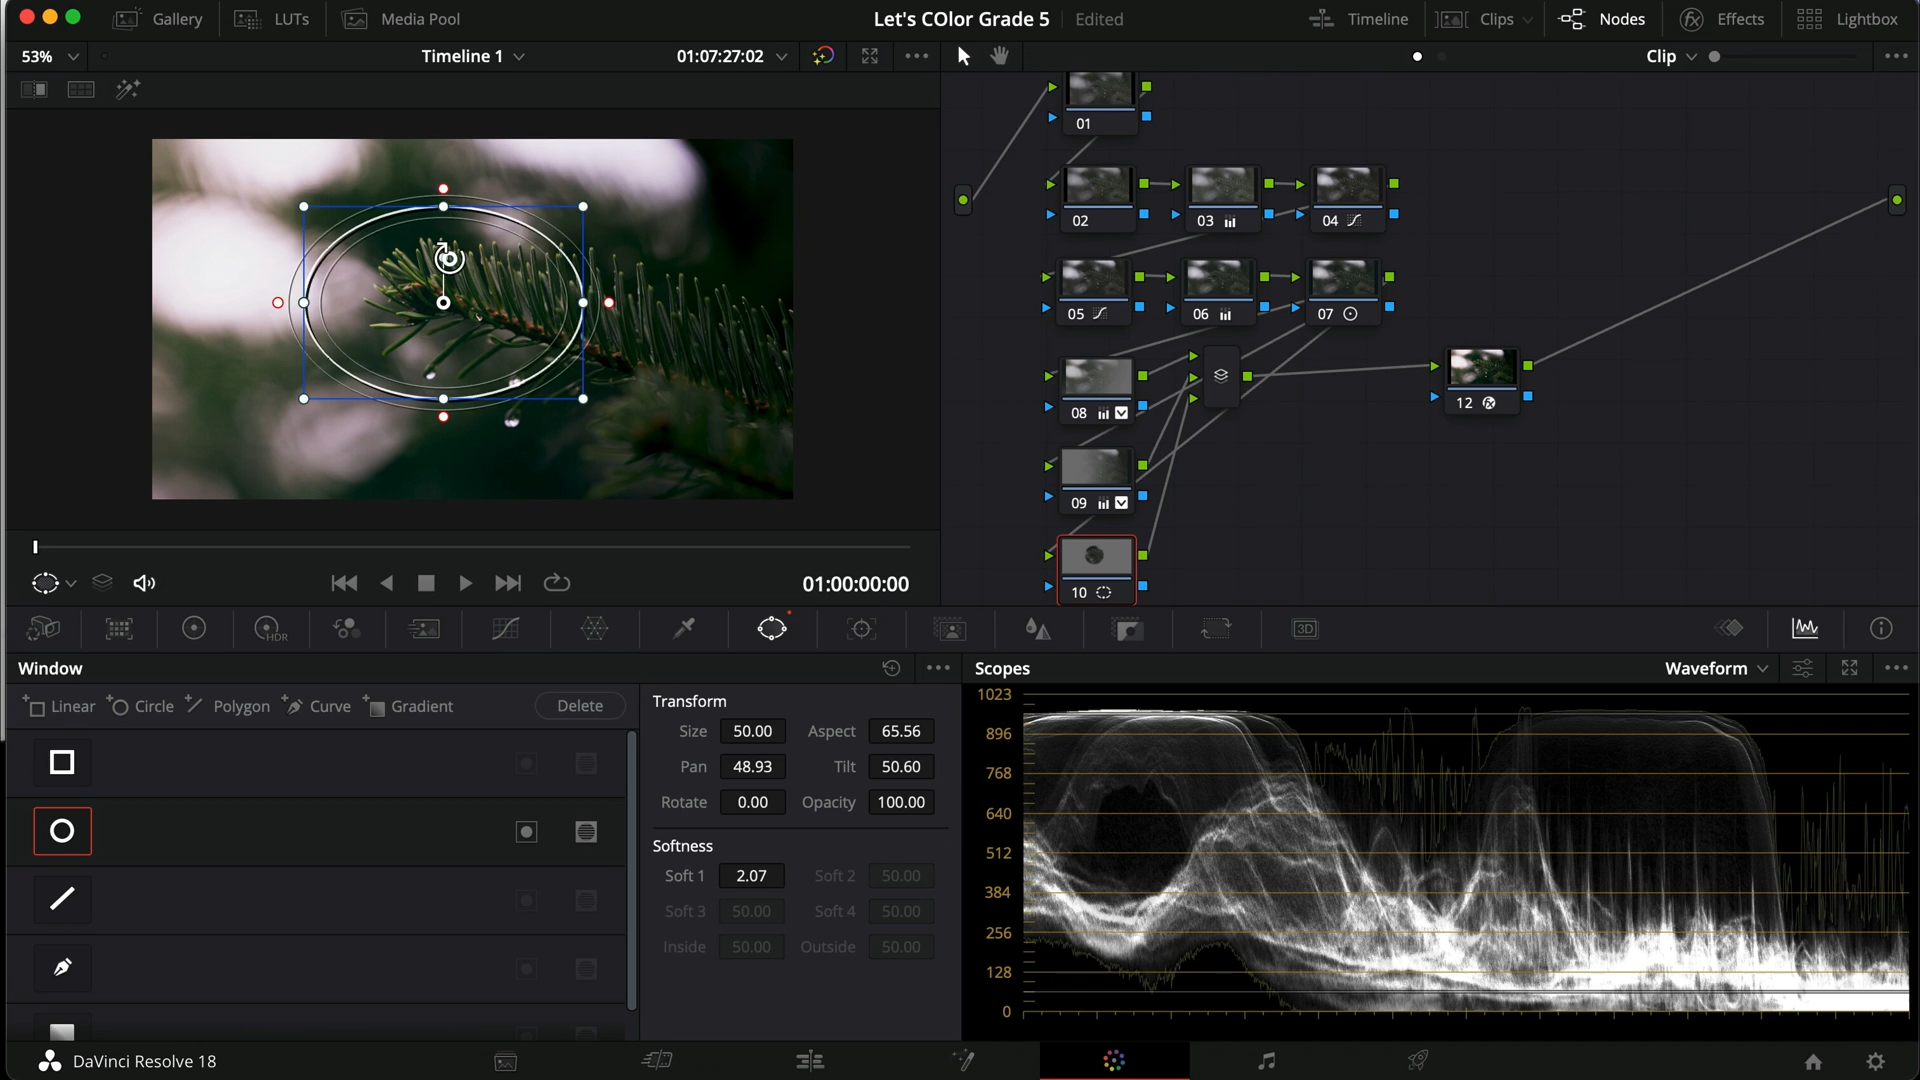 Gallery LUTs Media Pool Let's COlor Grade 5 Edited Timeline Clips Nodes Effects Lightbox
53% Timeline 1 01:07:27:02 Clip
01
02 03 04
05 06 07
08
12
09
10
01:00:00:00
HDR
3D
Window Scopes Waveform
Linear Circle Polygon Curve Gradient Delete
Transform
Size 50.00 Aspect 65.56
Pan 48.93 Tilt 50.60
Rotate 0.00 Opacity 100.00
Softness
Soft 1 2.07 Soft 2 50.00
Soft 3 50.00 Soft 4 50.00
Inside 50.00 Outside 50.00
1023
896
768
640
512
384
256
128
0
DaVinci Resolve 18